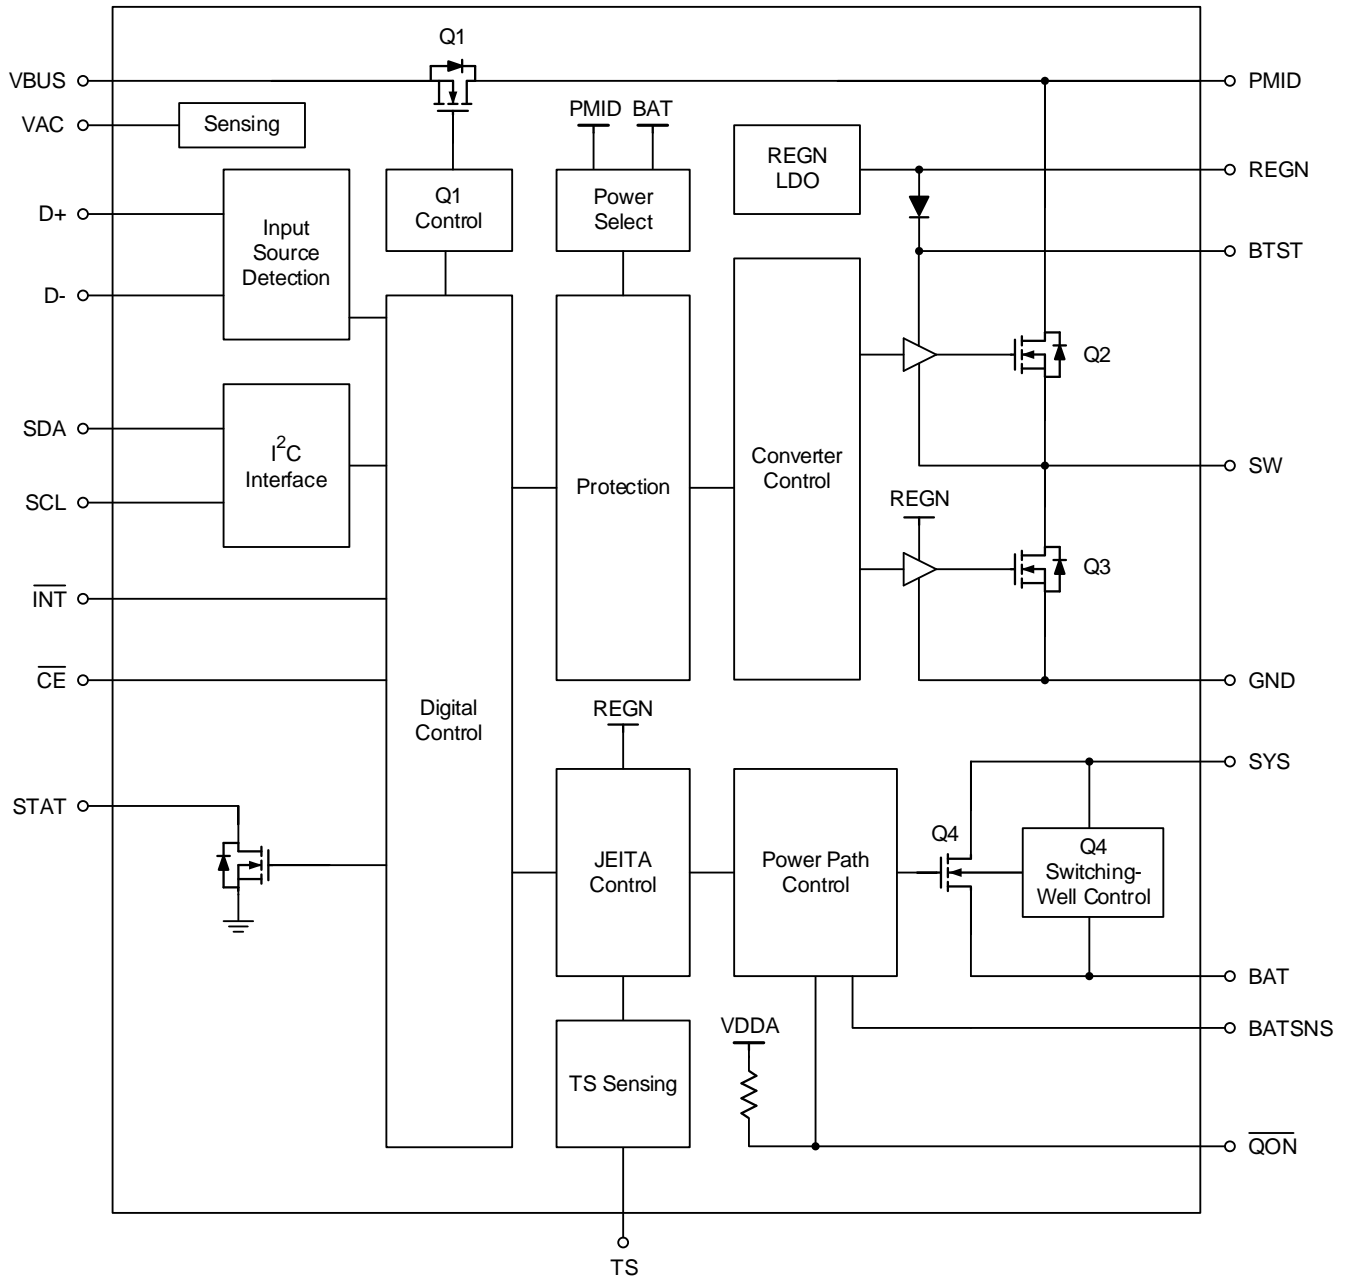 Q1
VBUS
PMID
VAC
Sensing
PMID BAT
REGN
LDO
REGN
D+
Input
Source
Detection
Q1
Control
Power
Select
BTST
D-
Q2
SDA
I²C
Interface
SCL
Protection
Converter
Control
SW
REGN
Q3
INT
CE
GND
Digital
Control
REGN
SYS
STAT
JEITA
Control
Power Path
Control
Q4
Q4
Switching-
Well Control
BAT
BATSNS
VDDA
TS Sensing
QON
TS